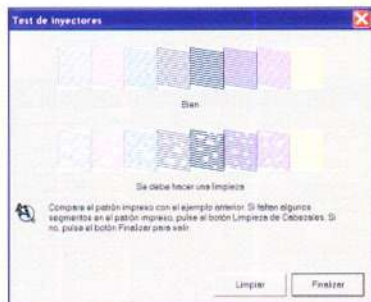 Test de inyectores
Bien
Se debe hacer una limpieza
Compare el patrón impreso con el ejemplo anterior. Si faltan algunos
segmentos en el patrón impreso, pulse el botón Limpieza de Cabezales. Si
no, pulse el botón Finalizar para salir.
Limpiar
Finalizar